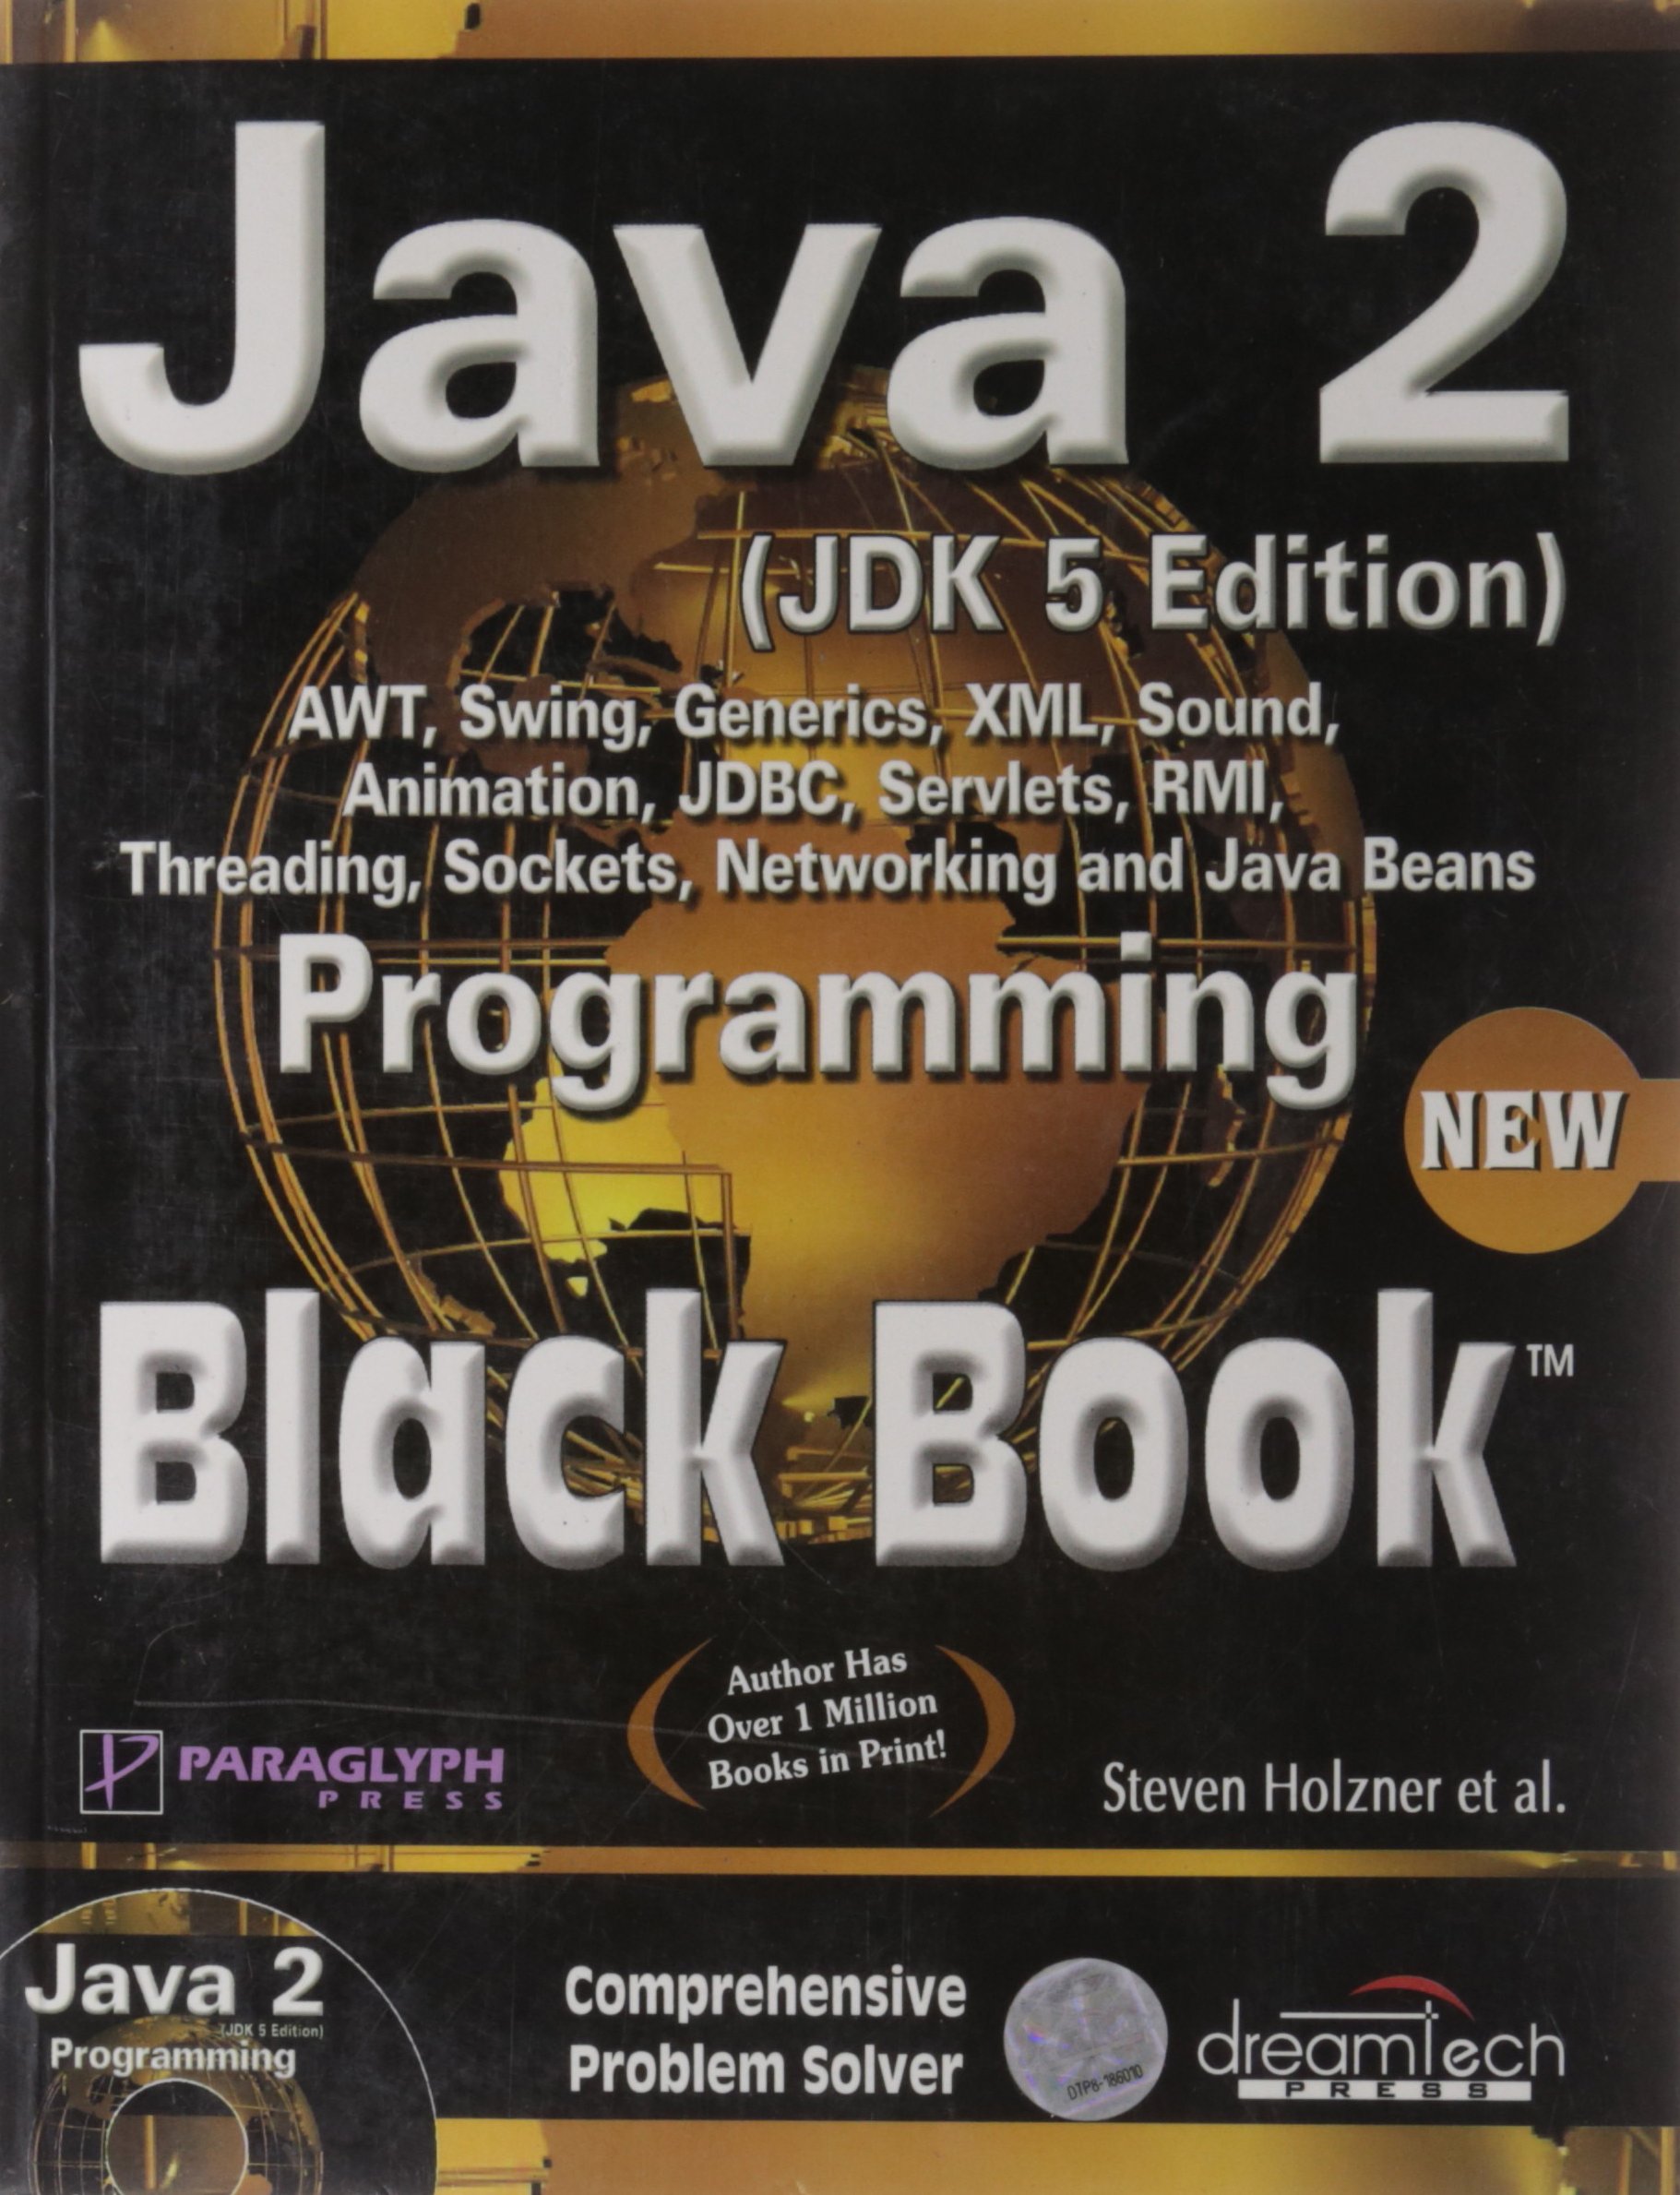 Java 2
(JDK 5 Edition)
AWT, Swing, Generics, XML, Sound,
Animation, JDBC, Servlets, RMI,
Threading, Sockets, Networking and Java Beans
Programming
NEW
Black Book™
Author Has
Over 1 Million
Books in Print!
PARAGLYPH
PRESS
Steven Holzner et al.
Java 2
(JDK 5 Edition)
Programming
Comprehensive
Problem Solver
DTP8-186010
dreamtech
PRESS